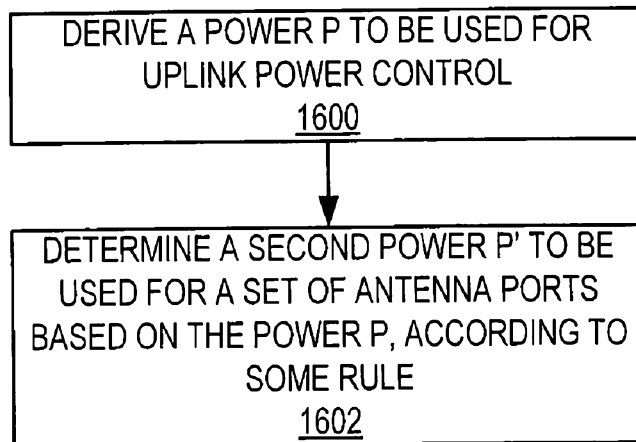 DERIVE A POWER P TO BE USED FOR
UPLINK POWER CONTROL
1600
DETERMINE A SECOND POWER P' TO BE
USED FOR A SET OF ANTENNA PORTS
BASED ON THE POWER P, ACCORDING TO
SOME RULE
1602